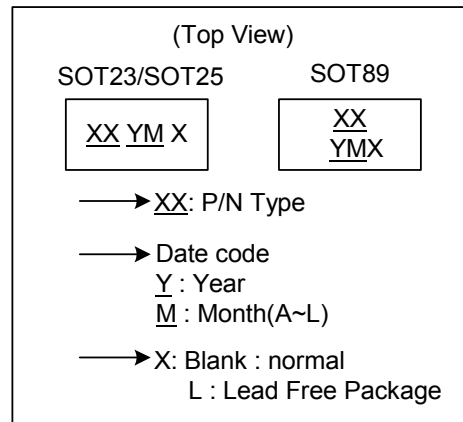 (Top View)
SOT23/SOT25 SOT89
XX YM X
XX
YMX
XX: P/N Type
Date code
Y : Year
M : Month(A~L)
X: Blank : normal
L : Lead Free Package